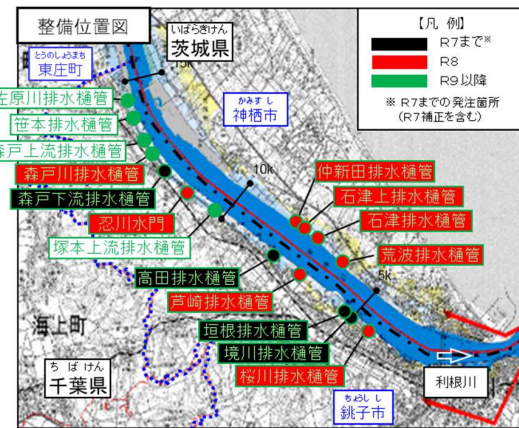 整備位置図
いばらきけん
茨城県
とうのしょうまち
東庄町
15k
かみすし
神栖市
【凡 例】
R7まで※
R8
R9以降
※ R7までの発注箇所
(R7補正を含む)
佐原川排水樋管
笹本排水樋管
森戸上流排水樋管
森戸川排水樋管
森戸下流排水樋管
忍川水門
塚本上流排水樋管
10k
仲新田排水樋管
石津上排水樋管
石津排水樋管
荒波排水樋管
高田排水樋管
芦崎排水樋管
5k
垣根排水樋管
境川排水樋管
桜川排水樋管
海上町
ちばけん
千葉県
ちょうしし
銚子市
利根川